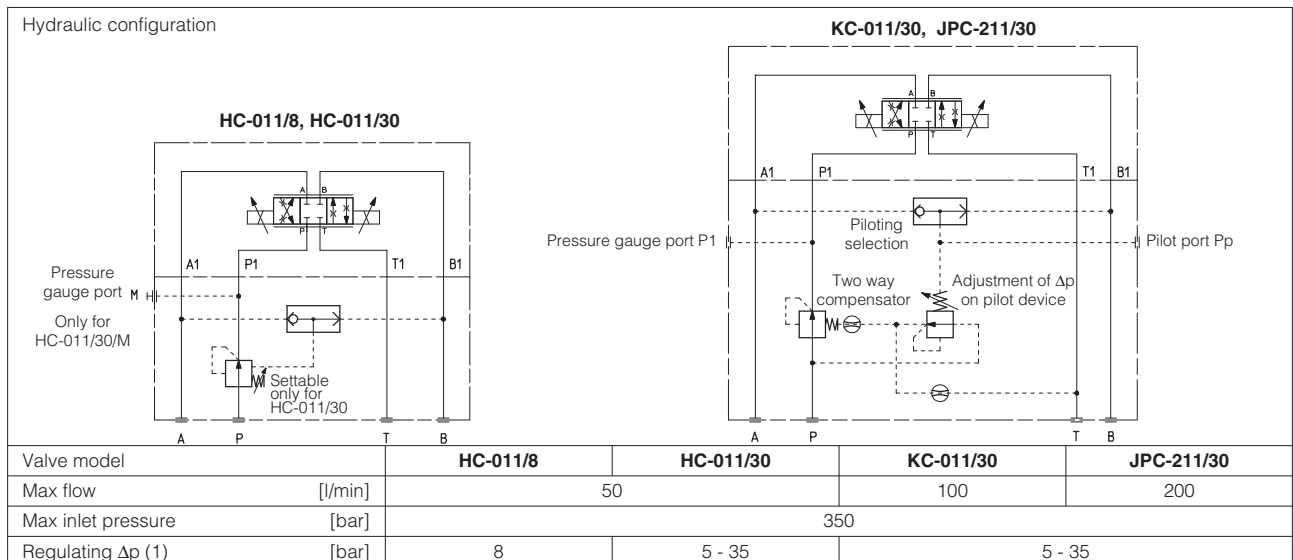 Hydraulic configuration
KC-011/30, JPC-211/30
A B
P T
A1 P1 T1 B1
Piloting
selection
Pressure gauge port P1
Pilot port Pp
Two way
compensator
Adjustment of Δp
on pilot device
A P T B
HC-011/8, HC-011/30
A B
P T
A1 P1 T1 B1
Pressure
gauge port M
Only for
HC-011/30/M
Settable
only for
HC-011/30
A P T B
Valve model HC-011/8 HC-011/30 KC-011/30 JPC-211/30
Max flow [l/min] 50 100 200
Max inlet pressure [bar] 350
Regulating Δp (1) [bar] 8 5 - 35 5 - 35